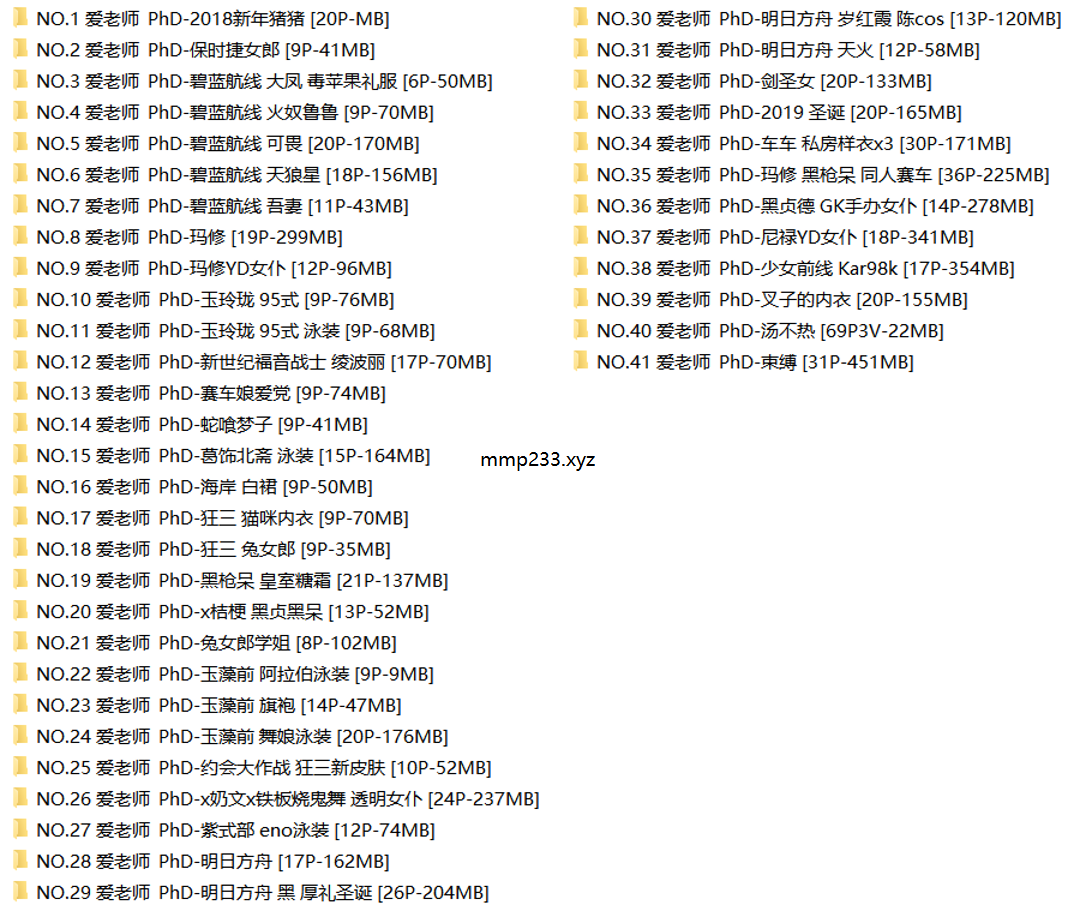 NO.1 爱老师 PhD-2018新年猪猪 [20P-MB]
NO.2 爱老师 PhD-保时捷女郎 [9P-41MB]
NO.3 爱老师 PhD-碧蓝航线 大凤 毒苹果礼服 [6P-50MB]
NO.4 爱老师 PhD-碧蓝航线 火奴鲁鲁 [9P-70MB]
NO.5 爱老师 PhD-碧蓝航线 可畏 [20P-170MB]
NO.6 爱老师 PhD-碧蓝航线 天狼星 [18P-156MB]
NO.7 爱老师 PhD-碧蓝航线 吾妻 [11P-43MB]
NO.8 爱老师 PhD-玛修 [19P-299MB]
NO.9 爱老师 PhD-玛修YD女仆 [12P-96MB]
NO.10 爱老师 PhD-玉玲珑 95式 [9P-76MB]
NO.11 爱老师 PhD-玉玲珑 95式 泳装 [9P-68MB]
NO.12 爱老师 PhD-新世纪福音战士 绫波丽 [17P-70MB]
NO.13 爱老师 PhD-赛车娘爱党 [9P-74MB]
NO.14 爱老师 PhD-蛇喰梦子 [9P-41MB]
NO.15 爱老师 PhD-葛饰北斋 泳装 [15P-164MB]
NO.16 爱老师 PhD-海岸 白裙 [9P-50MB]
NO.17 爱老师 PhD-狂三 猫咪内衣 [9P-70MB]
NO.18 爱老师 PhD-狂三 兔女郎 [9P-35MB]
NO.19 爱老师 PhD-黑枪呆 皇室糖霜 [21P-137MB]
NO.20 爱老师 PhD-x桔梗 黑贞黑呆 [13P-52MB]
NO.21 爱老师 PhD-兔女郎学姐 [8P-102MB]
NO.22 爱老师 PhD-玉藻前 阿拉伯泳装 [9P-9MB]
NO.23 爱老师 PhD-玉藻前 旗袍 [14P-47MB]
NO.24 爱老师 PhD-玉藻前 舞娘泳装 [20P-176MB]
NO.25 爱老师 PhD-约会大作战 狂三新皮肤 [10P-52MB]
NO.26 爱老师 PhD-x奶文x铁板烧鬼舞 透明女仆 [24P-237MB]
NO.27 爱老师 PhD-紫式部 eno泳装 [12P-74MB]
NO.28 爱老师 PhD-明日方舟 [17P-162MB]
NO.29 爱老师 PhD-明日方舟 黑 厚礼圣诞 [26P-204MB]
NO.30 爱老师 PhD-明日方舟 岁红霞 陈cos [13P-120MB]
NO.31 爱老师 PhD-明日方舟 天火 [12P-58MB]
NO.32 爱老师 PhD-剑圣女 [20P-133MB]
NO.33 爱老师 PhD-2019 圣诞 [20P-165MB]
NO.34 爱老师 PhD-车车 私房样衣x3 [30P-171MB]
NO.35 爱老师 PhD-玛修 黑枪呆 同人赛车 [36P-225MB]
NO.36 爱老师 PhD-黑贞德 GK手办女仆 [14P-278MB]
NO.37 爱老师 PhD-尼禄YD女仆 [18P-341MB]
NO.38 爱老师 PhD-少女前线 Kar98k [17P-354MB]
NO.39 爱老师 PhD-叉子的内衣 [20P-155MB]
NO.40 爱老师 PhD-汤不热 [69P3V-22MB]
NO.41 爱老师 PhD-束缚 [31P-451MB]
mmp233.xyz